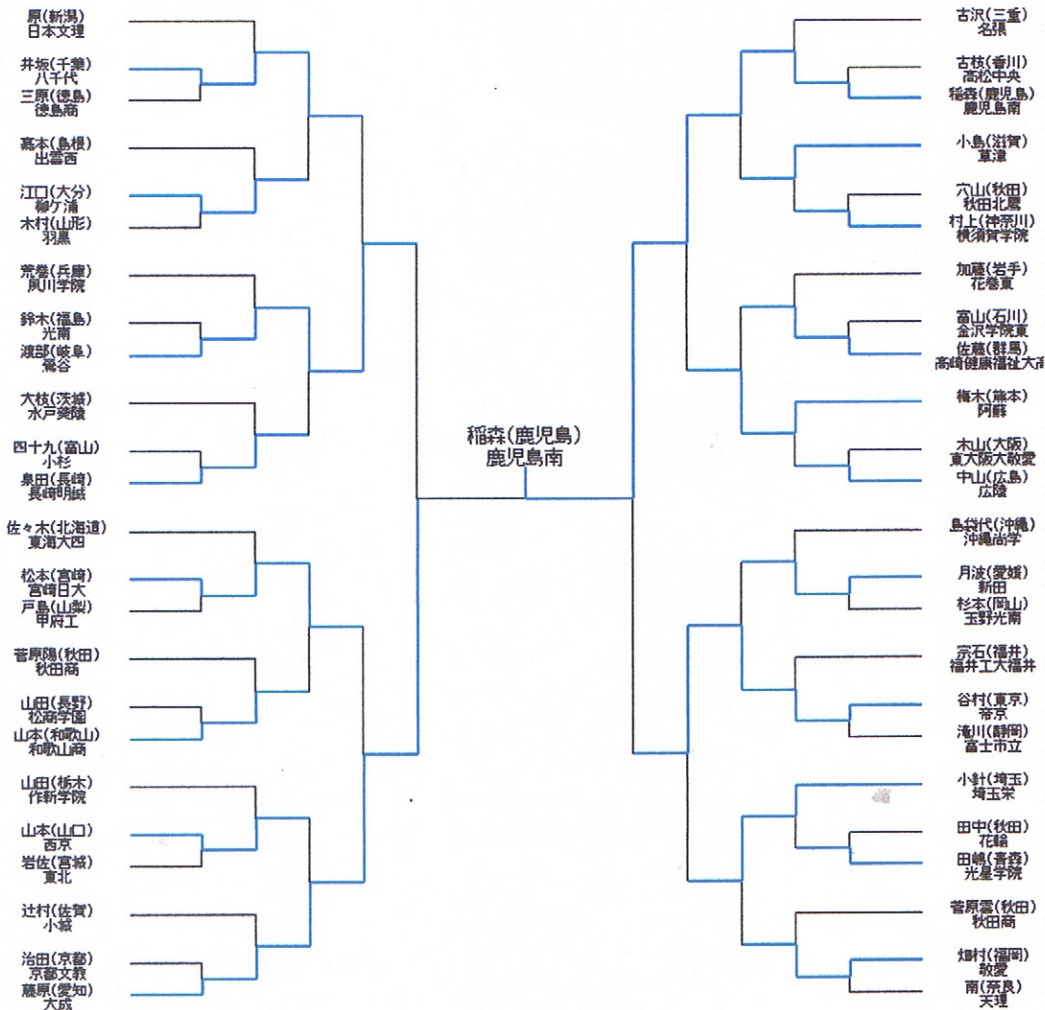 原(新潟)
日本文理
井坂(千葉)
八千代
三原(徳島)
徳島商
嘉本(島根)
出雲西
江口(大分)
柳ケ浦
木村(山形)
羽黒
荒巻(兵庫)
夙川学院
鈴木(福島)
光南
渡部(岐阜)
鶯谷
大枝(茨城)
水戸葵陵
四十九(富山)
小杉
泉田(長崎)
長崎明誠
佐々木(北海道)
東海大四
松本(宮崎)
宮崎日大
戸島(山梨)
甲府工
菅原陽(秋田)
秋田商
山田(長野)
松商学園
山本(和歌山)
和歌山商
山田(栃木)
作新学院
山本(山口)
西京
岩佐(宮城)
東北
辻村(佐賀)
小城
治田(京都)
京都文教
藤原(愛知)
大成
稲森(鹿児島)
鹿児島南
古沢(三重)
名張
古枝(香川)
高松中央
稲森(鹿児島)
鹿児島南
小島(滋賀)
草津
穴山(秋田)
秋田北鷹
村上(神奈川)
横須賀学院
加藤(岩手)
花巻東
富山(石川)
金沢学院東
佐藤(群馬)
高崎健康福祉大高
梅木(熊本)
阿蘇
木山(大阪)
東大阪大敬愛
中山(広島)
広陵
島袋代(沖縄)
沖縄尚学
月波(愛媛)
新田
杉本(岡山)
玉野光南
宗石(福井)
福井工大福井
谷村(東京)
帝京
滝川(静岡)
富士市立
小針(埼玉)
埼玉栄
田中(秋田)
花輪
田嶋(青森)
光星学院
菅原雲(秋田)
秋田商
畑村(福岡)
敬愛
南(奈良)
天理